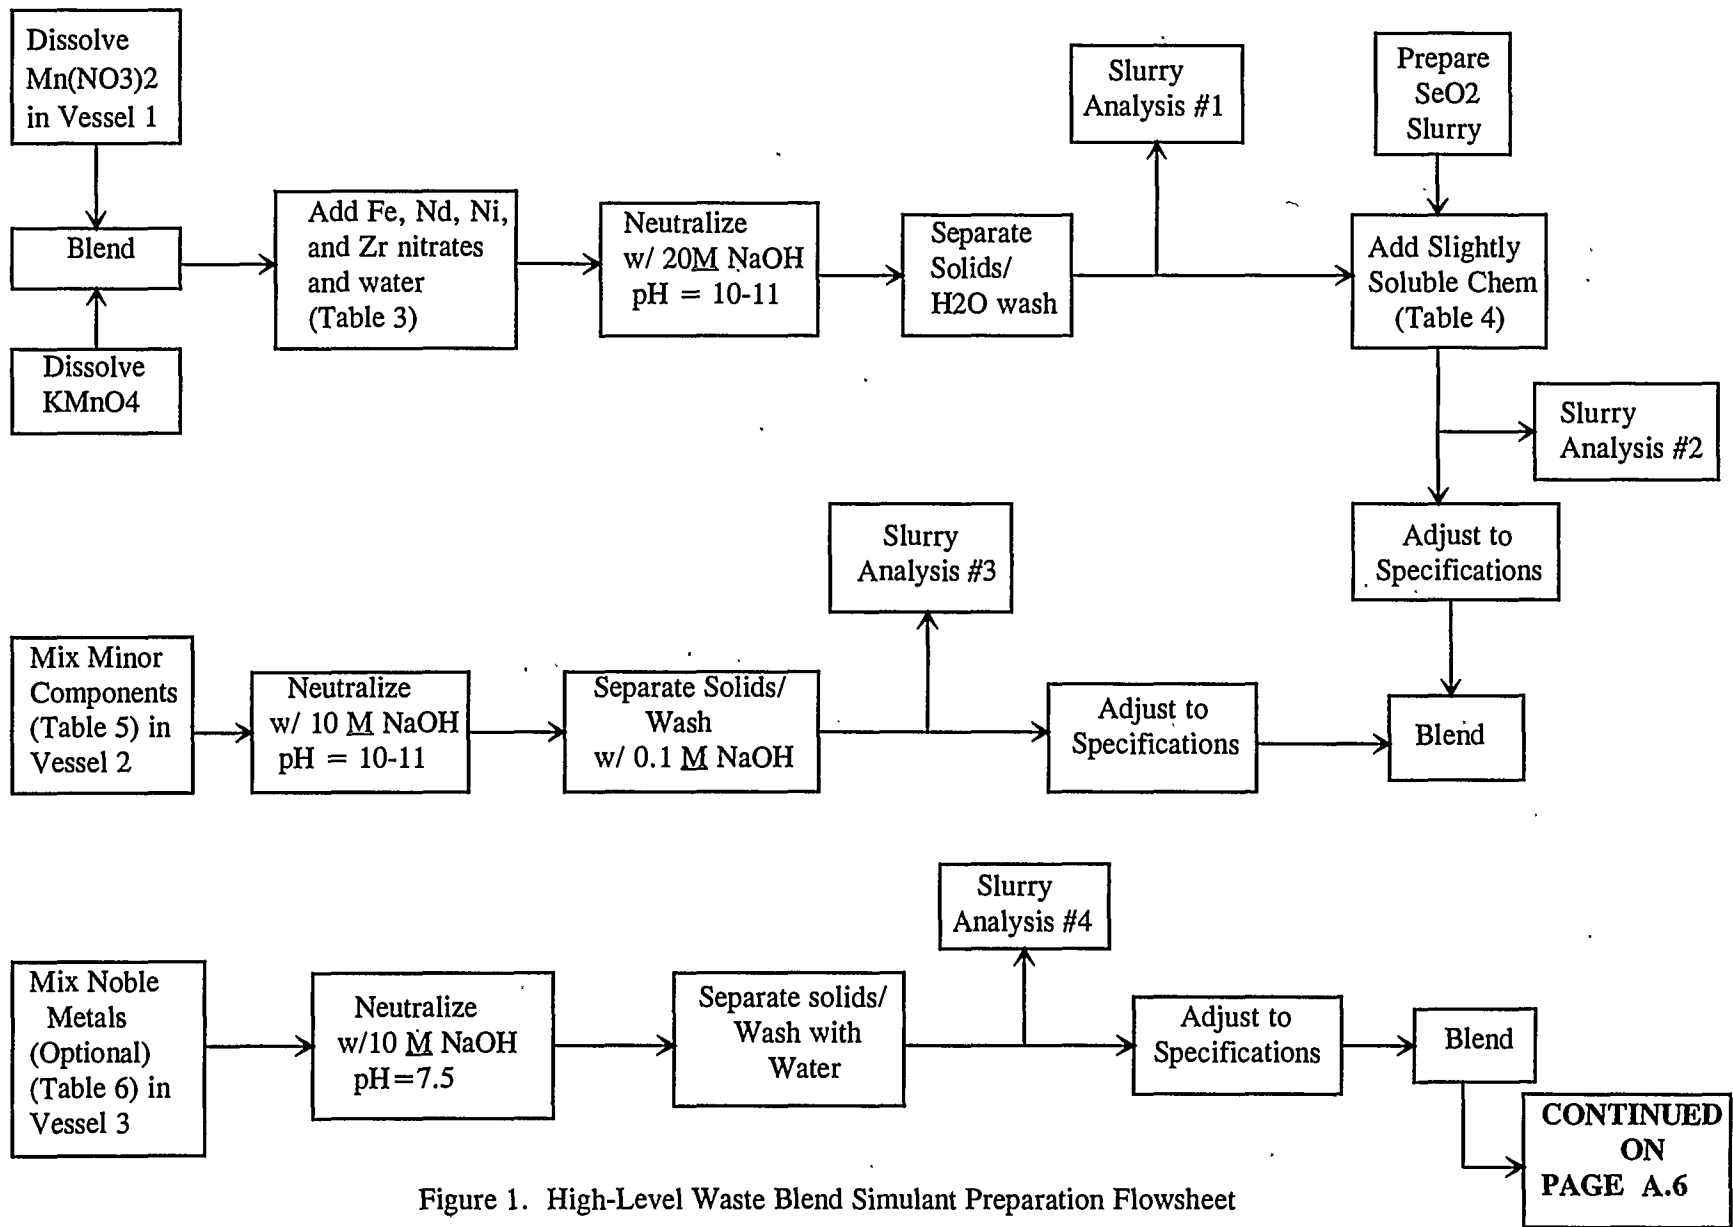 Dissolve
Mn(NO3)2
in Vessel 1
Blend
Dissolve
KMnO4
Add Fe, Nd, Ni,
and Zr nitrates
and water
(Table 3)
Neutralize
w/ 20M NaOH
pH = 10-11
Separate
Solids/
H2O wash
Slurry
Analysis #1
Prepare
SeO2
Slurry
Add Slightly
Soluble Chem
(Table 4)
Slurry
Analysis #2
Adjust to
Specifications
Mix Minor
Components
(Table 5) in
Vessel 2
Neutralize
w/ 10 M NaOH
pH = 10-11
Separate Solids/
Wash
w/ 0.1 M NaOH
Slurry
Analysis #3
Adjust to
Specifications
Blend
Mix Noble
Metals
(Optional)
(Table 6) in
Vessel 3
Neutralize
w/10 M NaOH
pH=7.5
Separate solids/
Wash with
Water
Slurry
Analysis #4
Adjust to
Specifications
Blend
CONTINUED
ON
PAGE A.6
Figure 1. High-Level Waste Blend Simulant Preparation Flowsheet